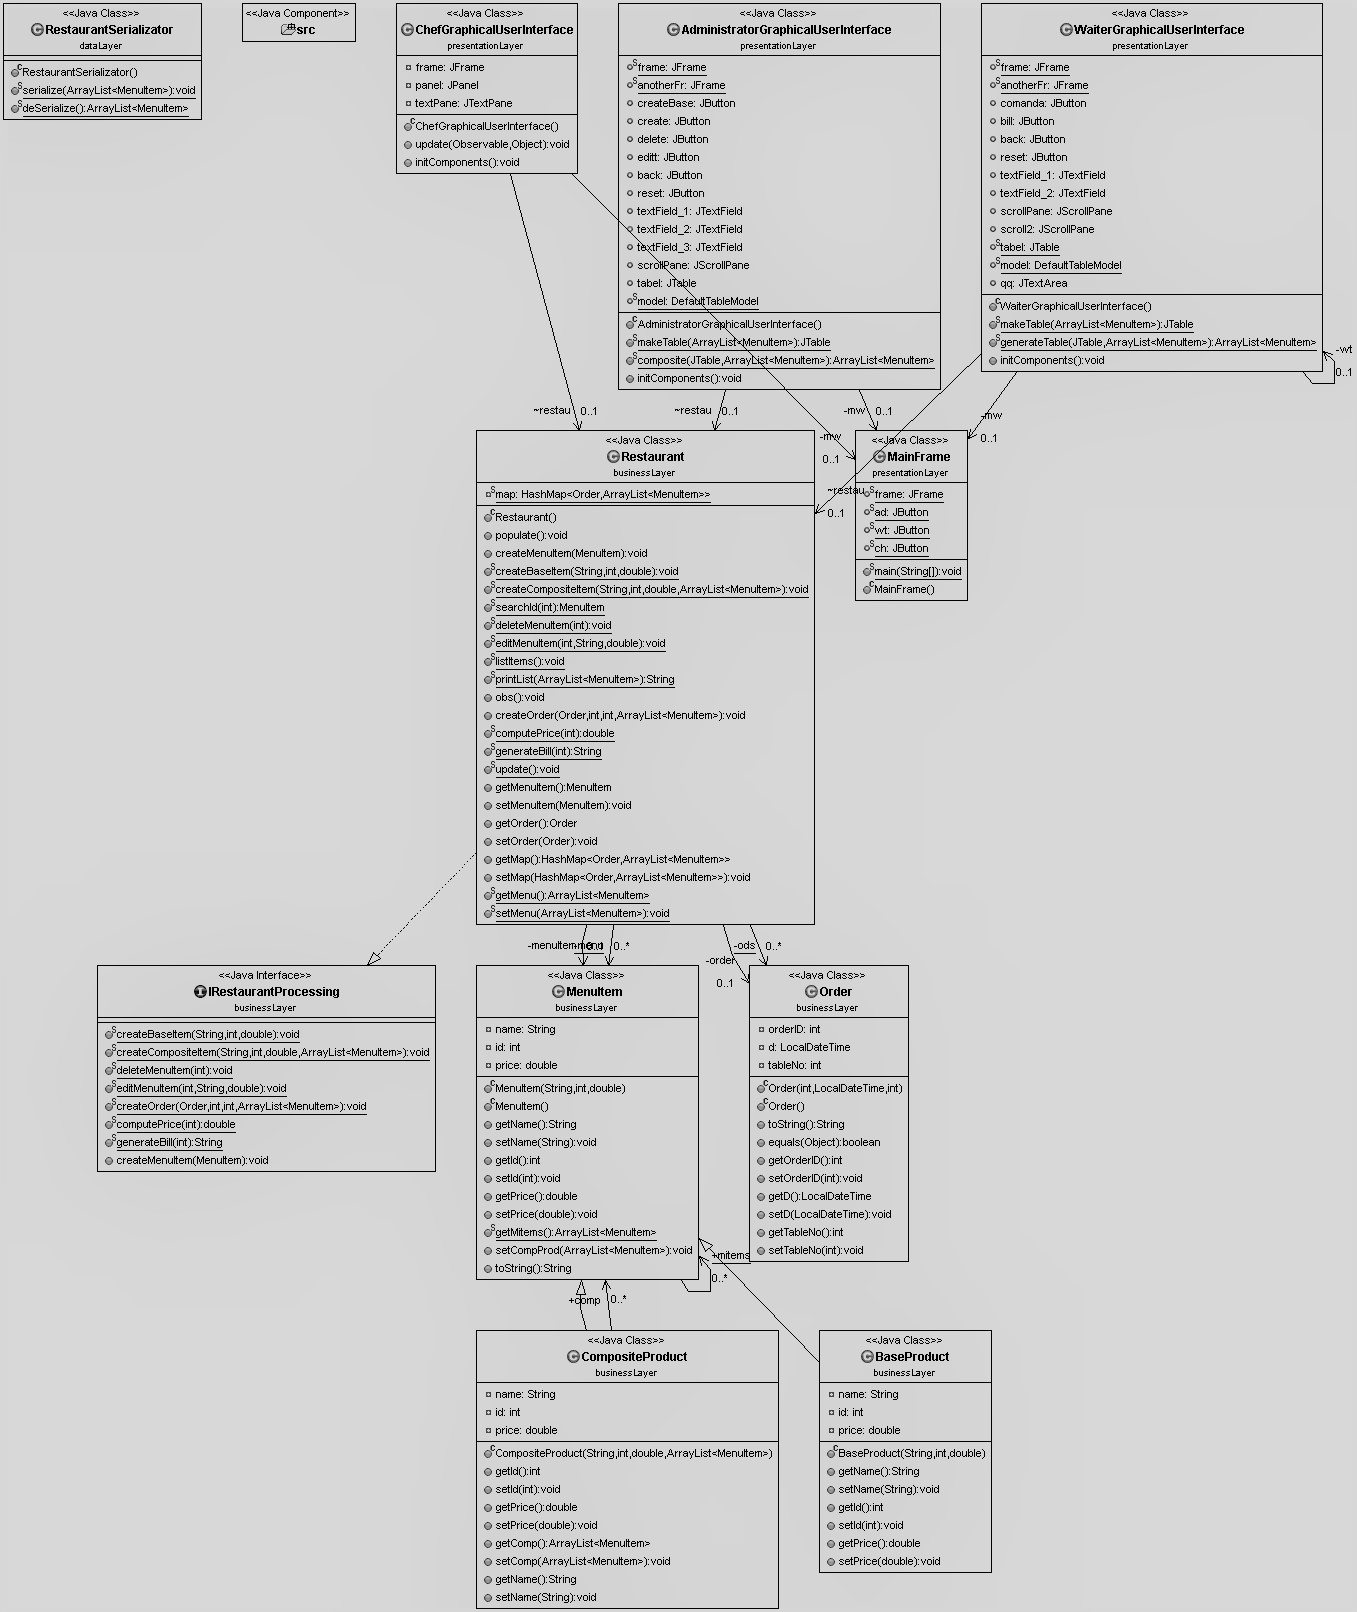 <<Java Class>>
RestaurantSerializator
dataLayer
RestaurantSerializator()
serialize(ArrayList<MenuItem>):void
deSerialize():ArrayList<MenuItem>
<<Java Component>>
src
<<Java Class>>
ChefGraphicalUserInterface
presentationLayer
frame: JFrame
panel: JPanel
textPane: JTextPane
ChefGraphicalUserInterface()
update(Observable,Object):void
initComponents():void
<<Java Class>>
AdministratorGraphicalUserInterface
presentationLayer
frame: JFrame
anotherFr: JFrame
createBase: JButton
create: JButton
delete: JButton
editt: JButton
back: JButton
reset: JButton
textField_1: JTextField
textField_2: JTextField
textField_3: JTextField
scrollPane: JScrollPane
tabel: JTable
model: DefaultTableModel
AdministratorGraphicalUserInterface()
makeTable(ArrayList<MenuItem>):JTable
composite(JTable,ArrayList<MenuItem>):ArrayList<MenuItem>
initComponents():void
<<Java Class>>
WaiterGraphicalUserInterface
presentationLayer
frame: JFrame
anotherFr: JFrame
comanda: JButton
bill: JButton
back: JButton
reset: JButton
textField_1: JTextField
textField_2: JTextField
scrollPane: JScrollPane
scroll2: JScrollPane
tabel: JTable
model: DefaultTableModel
qq: JTextArea
WaiterGraphicalUserInterface()
makeTable(ArrayList<MenuItem>):JTable
generateTable(JTable,ArrayList<MenuItem>):ArrayList<MenuItem>
initComponents():void
-wt
0..1
~restau 0..1
~restau 0..1
-mw 0..1
-mw
0..1
-mw
0..1
~restau
0..1
<<Java Class>>
Restaurant
businessLayer
map: HashMap<Order,ArrayList<MenuItem>>
Restaurant()
populate():void
createMenuItem(MenuItem):void
createBaseItem(String,int,double):void
createCompositeItem(String,int,double,ArrayList<MenuItem>):void
searchId(int):MenuItem
deleteMenuItem(int):void
editMenuItem(int,String,double):void
listItems():void
printList(ArrayList<MenuItem>):String
obs():void
createOrder(Order,int,int,ArrayList<MenuItem>):void
computePrice(int):double
generateBill(int):String
update():void
getMenuItem():MenuItem
setMenuItem(MenuItem):void
getOrder():Order
setOrder(Order):void
getMap():HashMap<Order,ArrayList<MenuItem>>
setMap(HashMap<Order,ArrayList<MenuItem>>):void
getMenu():ArrayList<MenuItem>
setMenu(ArrayList<MenuItem>):void
<<Java Class>>
MainFrame
presentationLayer
frame: JFrame
ad: JButton
wt: JButton
ch: JButton
main(String[]):void
MainFrame()
-menuItem
0..*
-ods 0..*
-order
0..1
<<Java Interface>>
IRestaurantProcessing
businessLayer
createBaseItem(String,int,double):void
createCompositeItem(String,int,double,ArrayList<MenuItem>):void
deleteMenuItem(int):void
editMenuItem(int,String,double):void
createOrder(Order,int,int,ArrayList<MenuItem>):void
computePrice(int):double
generateBill(int):String
createMenuItem(MenuItem):void
<<Java Class>>
MenuItem
businessLayer
name: String
id: int
price: double
MenuItem(String,int,double)
MenuItem()
getName():String
setName(String):void
getId():int
setId(int):void
getPrice():double
setPrice(double):void
getMitems():ArrayList<MenuItem>
setCompProd(ArrayList<MenuItem>):void
toString():String
<<Java Class>>
Order
businessLayer
orderID: int
d: LocalDateTime
tableNo: int
Order(int,LocalDateTime,int)
Order()
toString():String
equals(Object):boolean
getOrderID():int
setOrderID(int):void
getD():LocalDateTime
setD(LocalDateTime):void
getTableNo():int
setTableNo(int):void
+mitems
0..*
+comp 0..*
<<Java Class>>
CompositeProduct
businessLayer
name: String
id: int
price: double
CompositeProduct(String,int,double,ArrayList<MenuItem>)
getId():int
setId(int):void
getPrice():double
setPrice(double):void
getComp():ArrayList<MenuItem>
setComp(ArrayList<MenuItem>):void
getName():String
setName(String):void
<<Java Class>>
BaseProduct
businessLayer
name: String
id: int
price: double
BaseProduct(String,int,double)
getName():String
setName(String):void
getId():int
setId(int):void
getPrice():double
setPrice(double):void